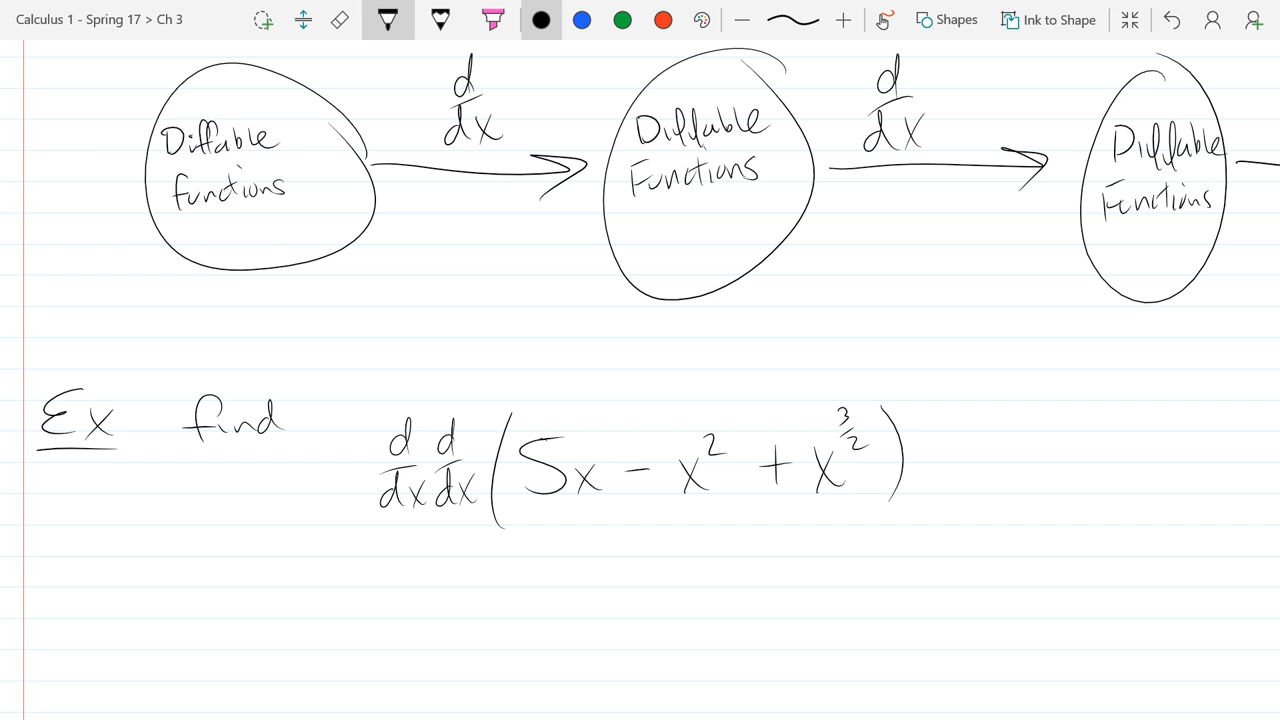 Calculus 1 - Spring 17 > Ch 3
Shapes
Ink to Shape
d/dx
d/dx
Diffable
functions
Diffable
Functions
Diffable
Functions
Ex find d/dx d/dx (5x - x^2 + x^(3/2))